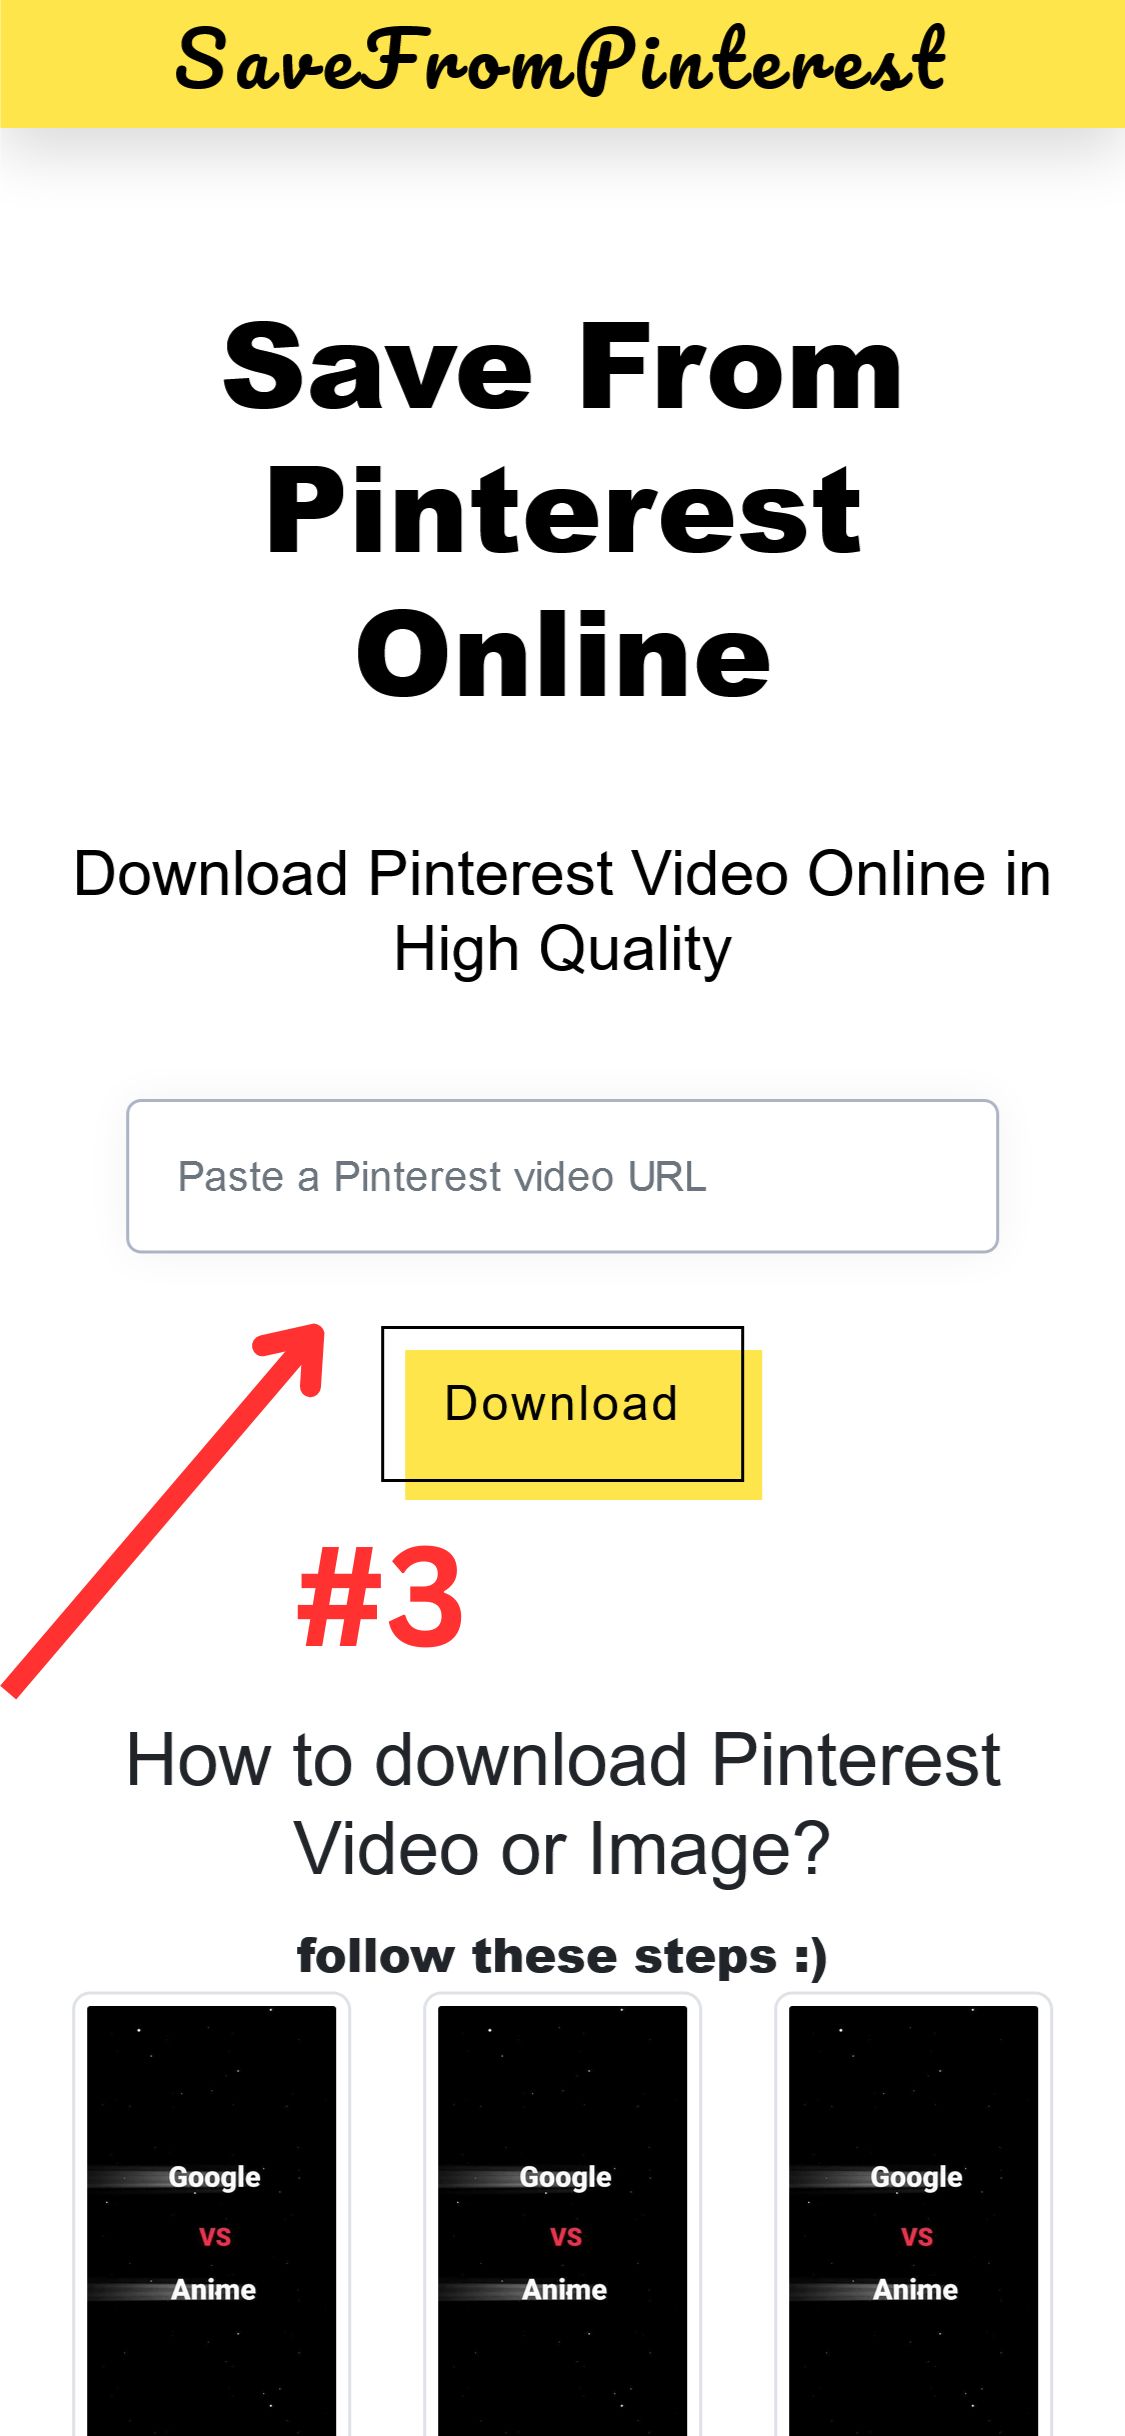 SaveFromPinterest
Save From
Pinterest
Online
Download Pinterest Video Online in
High Quality
Paste a Pinterest video URL
Download
#3
How to download Pinterest
Video or Image?
follow these steps :)
Google
vs
Anime
Google
vs
Anime
Google
vs
Anime